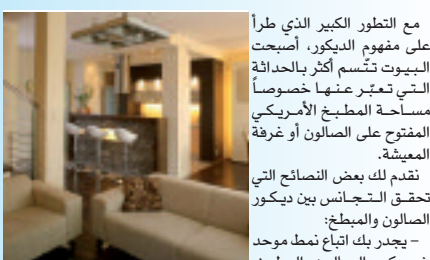 مع التطور الكبير الذي طرأ
على مفهوم الديكور، أصبحت
البيوت تتّسم أكثر بالحداثة
التي تعبّر عنها خصوصاً
مساحة المطبخ الأمريكي
المفتوح على الصالون أو غرفة
المعيشة.
نقدم لك بعض النصائح التي
تحقق التجانس بين ديكور
الصالون والمبطخ:
- يجدر بك اتباع نمط موحد